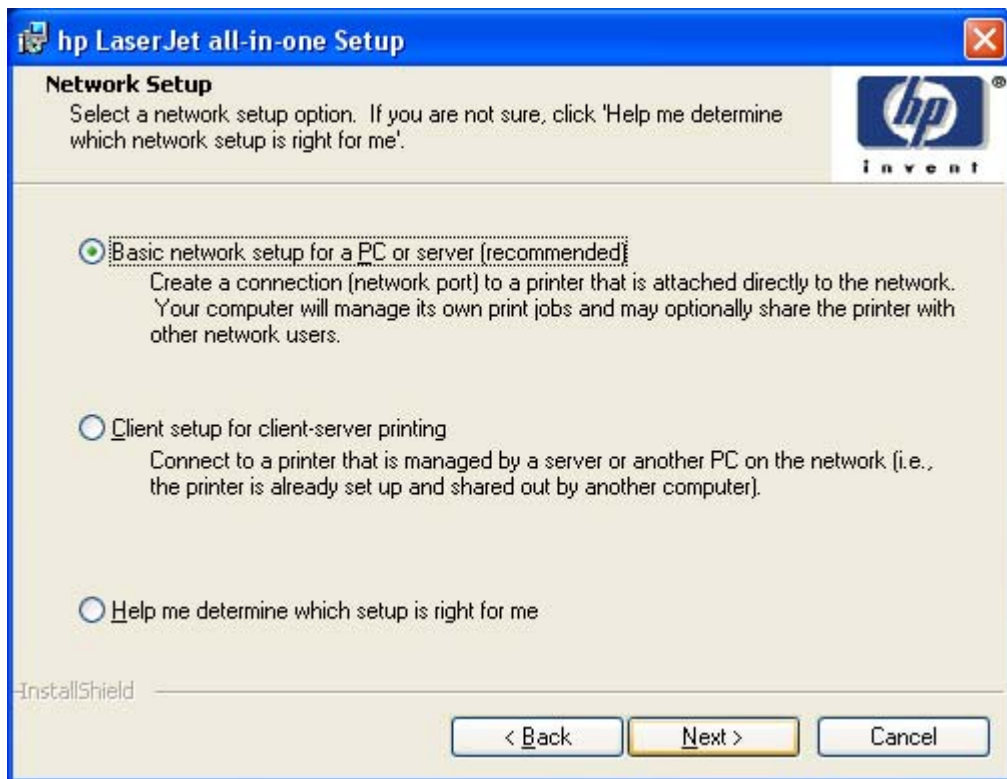 hp LaserJet all-in-one Setup
Network Setup
Select a network setup option.  If you are not sure, click 'Help me determine
which network setup is right for me'.
hp
®
invent
Basic network setup for a PC or server (recommended)
Create a connection (network port) to a printer that is attached directly to the network.
Your computer will manage its own print jobs and may optionally share the printer with
other network users.
Client setup for client-server printing
Connect to a printer that is managed by a server or another PC on the network (i.e.,
the printer is already set up and shared out by another computer).
Help me determine which setup is right for me
InstallShield
< Back
Next >
Cancel